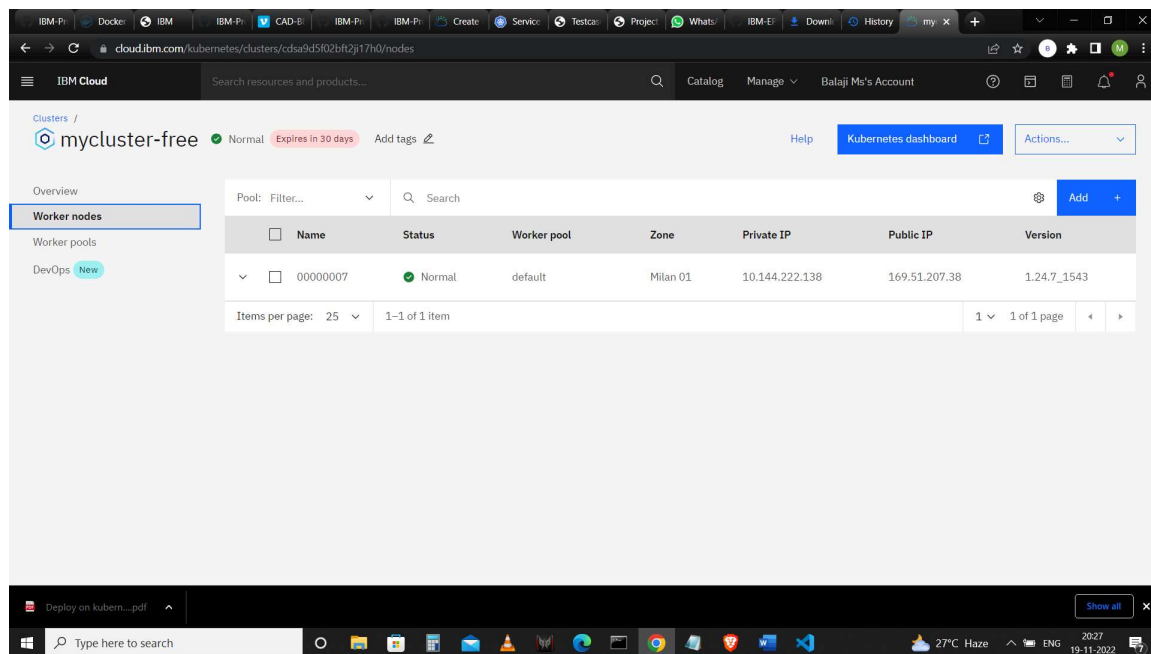 IBM-Pr Docker IBM IBM-Pr CAD-B IBM-Pr IBM-Pr Create Service Testcas Project Whats/ IBM-EF Downl History my
cloud.ibm.com/kubernetes/clusters/cdsa9d5f02bft2ji17h0/nodes B M
IBM Cloud Search resources and products... Catalog Manage Balaji Ms's Account
Clusters /
mycluster-free Normal Expires in 30 days Add tags Help Kubernetes dashboard Actions...
Overview
Worker nodes
Worker pools
DevOps New
Pool: Filter... Search Add +
Name Status Worker pool Zone Private IP Public IP Version
00000007 Normal default Milan 01 10.144.222.138 169.51.207.38 1.24.7_1543
Items per page: 25 1–1 of 1 item 1 1 of 1 page
Deploy on kubern....pdf Show all
Type here to search 27°C Haze ENG 20:27
19-11-2022